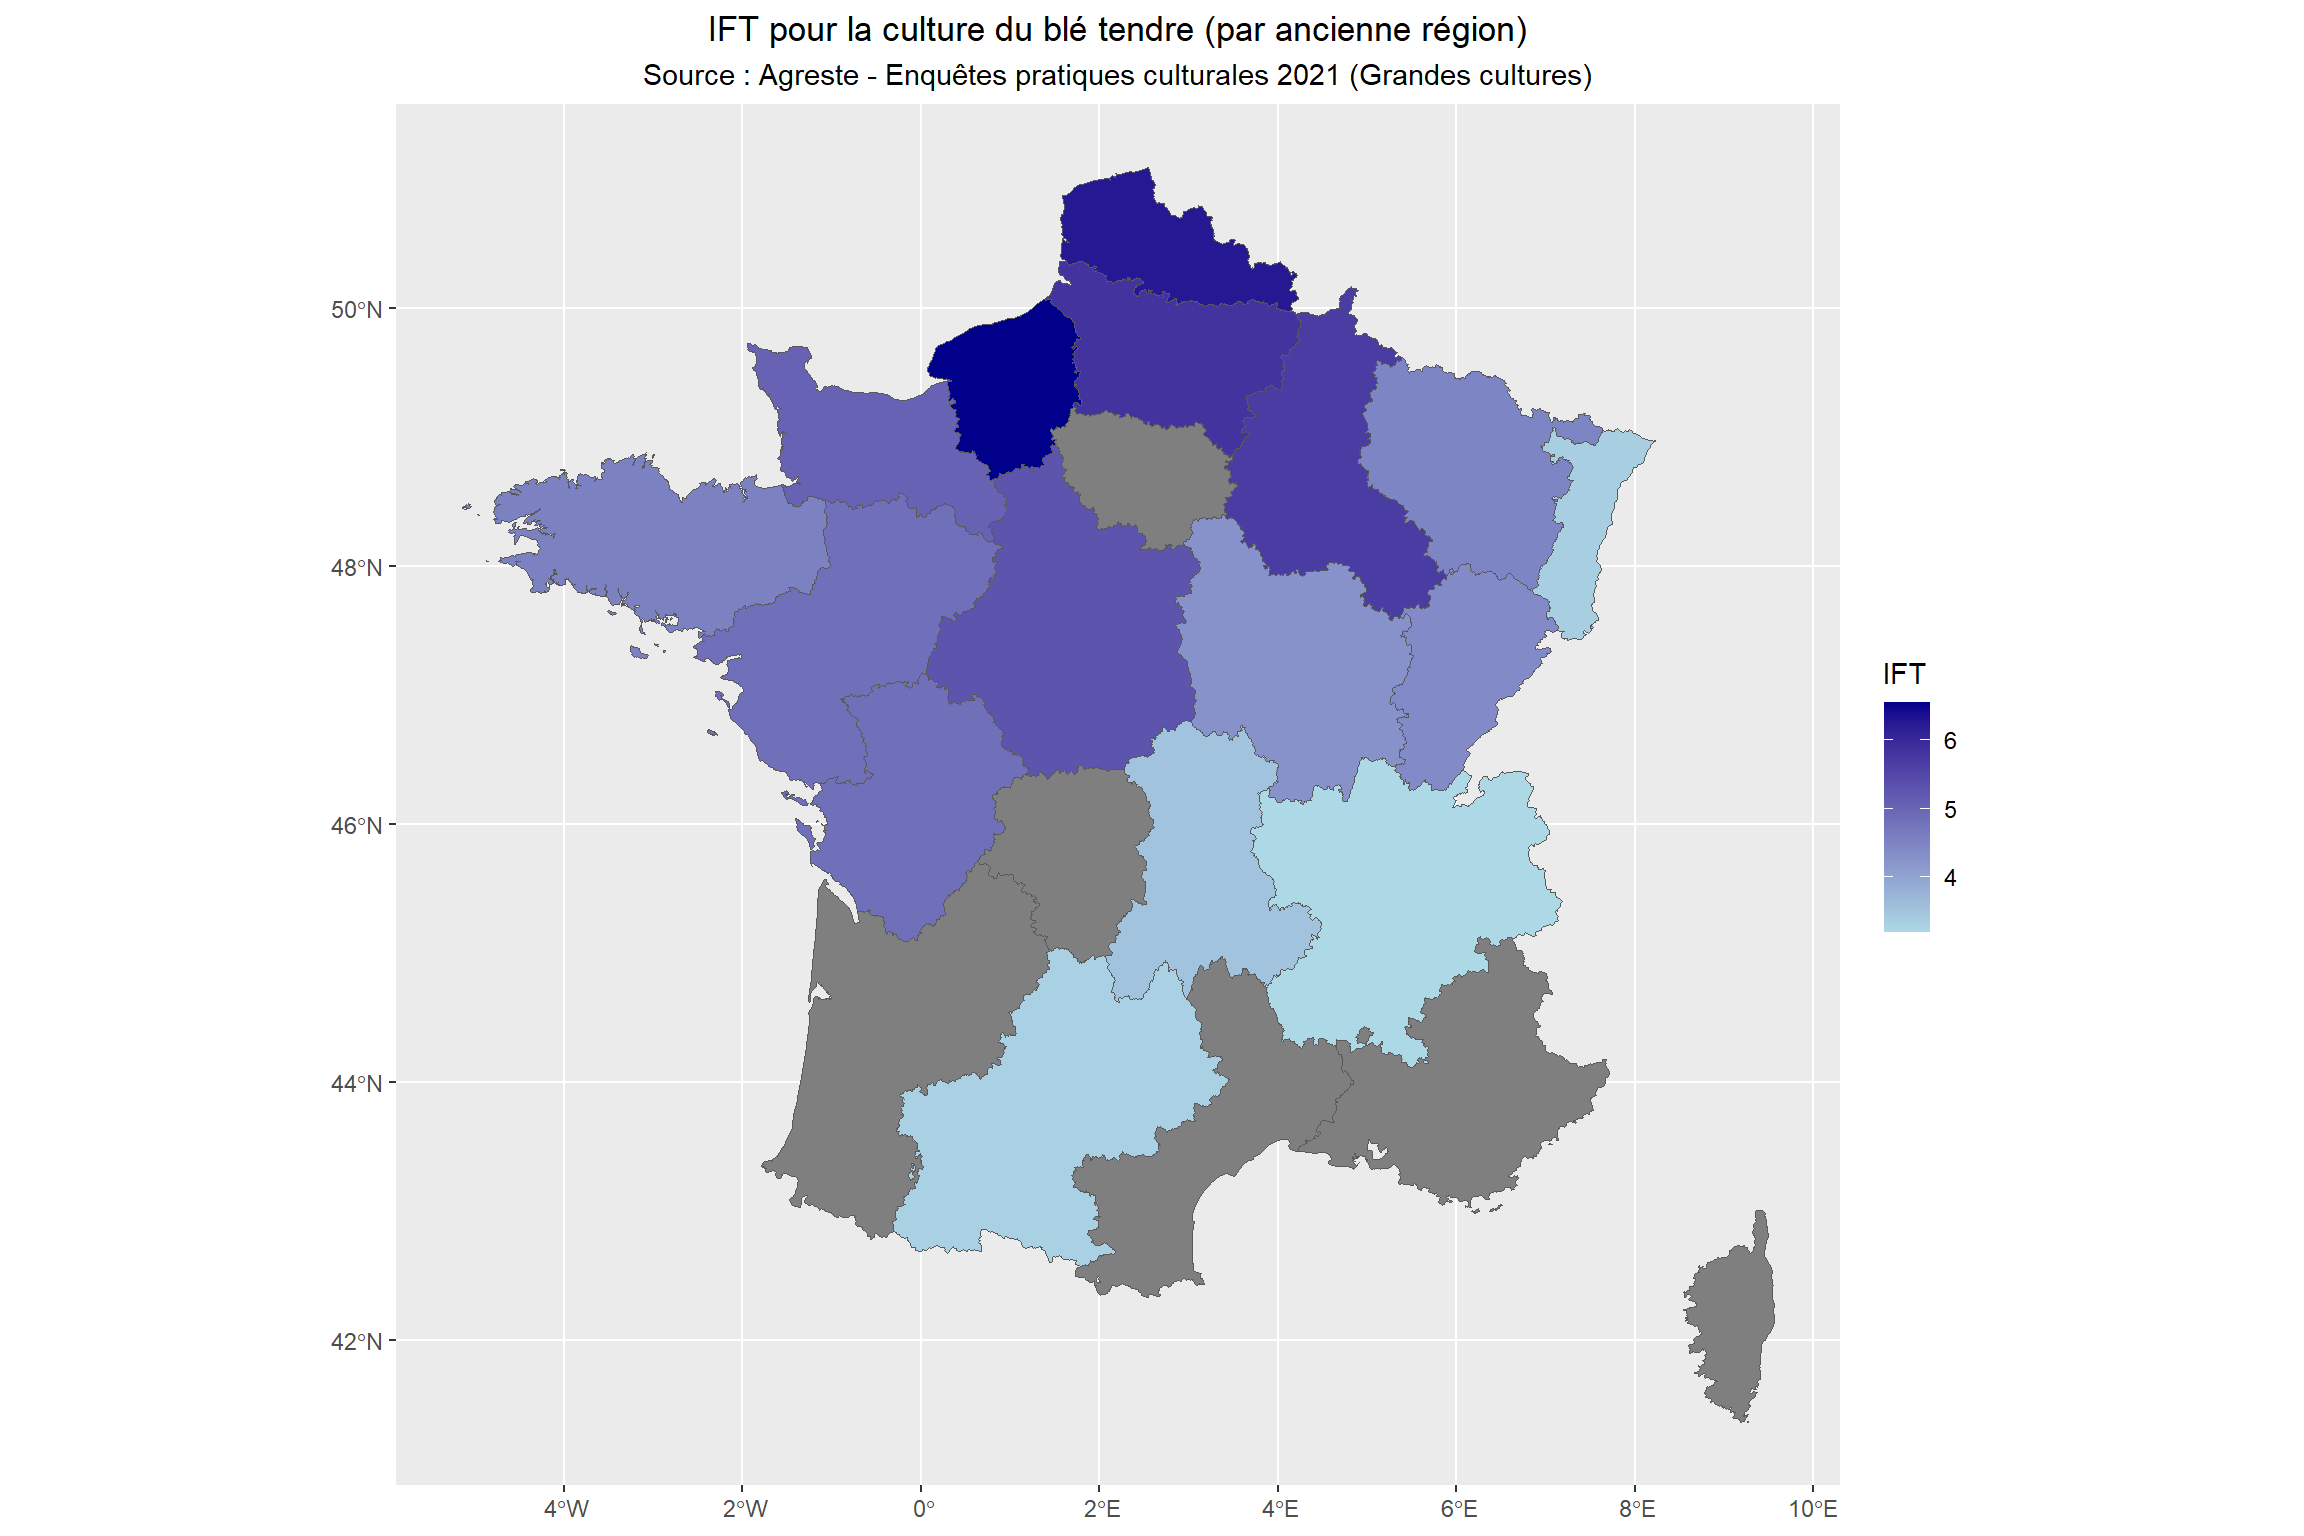 IFT pour la culture du blé tendre (par ancienne région)
Source : Agreste - Enquêtes pratiques culturales 2021 (Grandes cultures)
50°N
48°N
46°N
44°N
42°N
4°W
2°W
0°
2°E
4°E
6°E
8°E
10°E
IFT
6
5
4